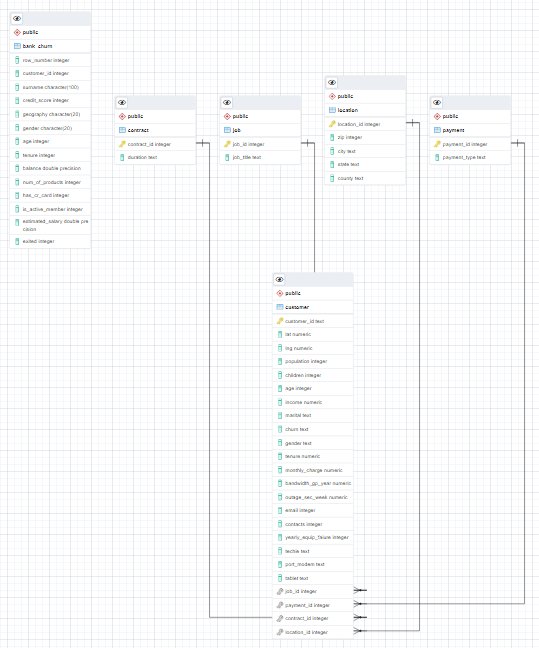 public
bank_churn
row_number integer
customer_id integer
surname character(100)
credit_score integer
geography character(20)
gender character(20)
age integer
tenure integer
balance double precision
num_of_products integer
has_cr_card integer
is_active_member integer
estimated_salary double pre
cision
exited integer
public
contract
contract_id integer
duration text
public
job
job_id integer
job_title text
public
location
location_id integer
zip integer
city text
state text
county text
public
payment
payment_id integer
payment_type text
public
customer
customer_id text
lat numeric
lng numeric
population integer
children integer
age integer
income numeric
marital text
churn text
gender text
tenure numeric
monthly_charge numeric
bandwidth_gp_year numeric
outage_sec_week numeric
email integer
contacts integer
yearly_equip_failure integer
techie text
port_modem text
tablet text
job_id integer
payment_id integer
contract_id integer
location_id integer